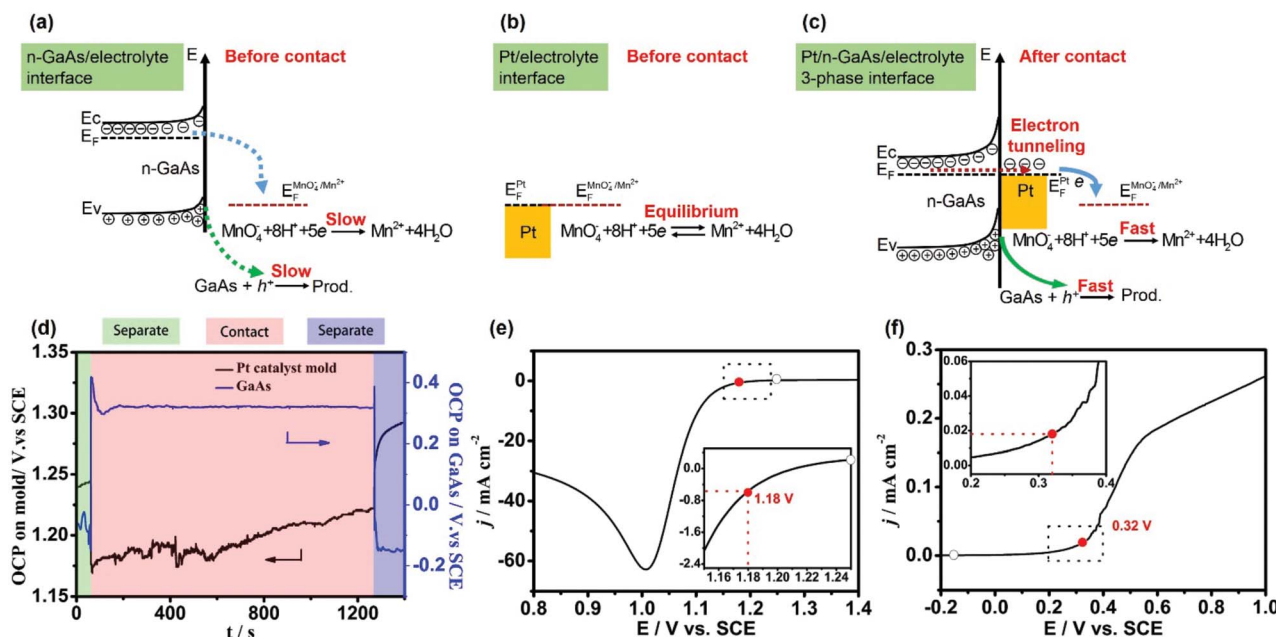 (a)
n-GaAs/electrolyte
interface
E
Before contact
Ec
E_F
n-GaAs
Ev
E_F^{MnO₄⁻/Mn²⁺}
Slow
MnO₄⁻+8H⁺+5e → Mn²⁺+4H₂O
Slow
GaAs + h⁺ → Prod.
(b)
Pt/electrolyte
interface
Before contact
E_F^{Pt} E_F^{MnO₄⁻/Mn²⁺}
Pt
Equilibrium
MnO₄⁻+8H⁺+5e ⇌ Mn²⁺+4H₂O
(c)
Pt/n-GaAs/electrolyte
3-phase interface
E
After contact
Electron
tunneling
Ec
E_F
n-GaAs
Ev
Pt
E_F^{Pt} e
E_F^{MnO₄⁻/Mn²⁺}
MnO₄⁻+8H⁺+5e → Mn²⁺+4H₂O
Fast
Fast
GaAs + h⁺ → Prod.
(d)
Separate Contact Separate
Pt catalyst mold
GaAs
OCP on mold/ V.vs SCE
1.35
1.30
1.25
1.20
1.15
OCP on GaAs / V.vs SCE
0.4
0.2
0.0
-0.2
0 400 800 1200
t / s
(e)
j / mA cm⁻²
0
-20
-40
-60
0.8 0.9 1.0 1.1 1.2 1.3 1.4
E / V vs. SCE
0.0
-0.8
-1.6
-2.4
1.16 1.18 1.20 1.22 1.24
1.18 V
(f)
j / mA cm⁻²
0.3
0.2
0.1
0.0
-0.2 0.0 0.2 0.4 0.6 0.8 1.0
E / V vs. SCE
0.06
0.04
0.02
0.00
0.2 0.3 0.4
0.32 V